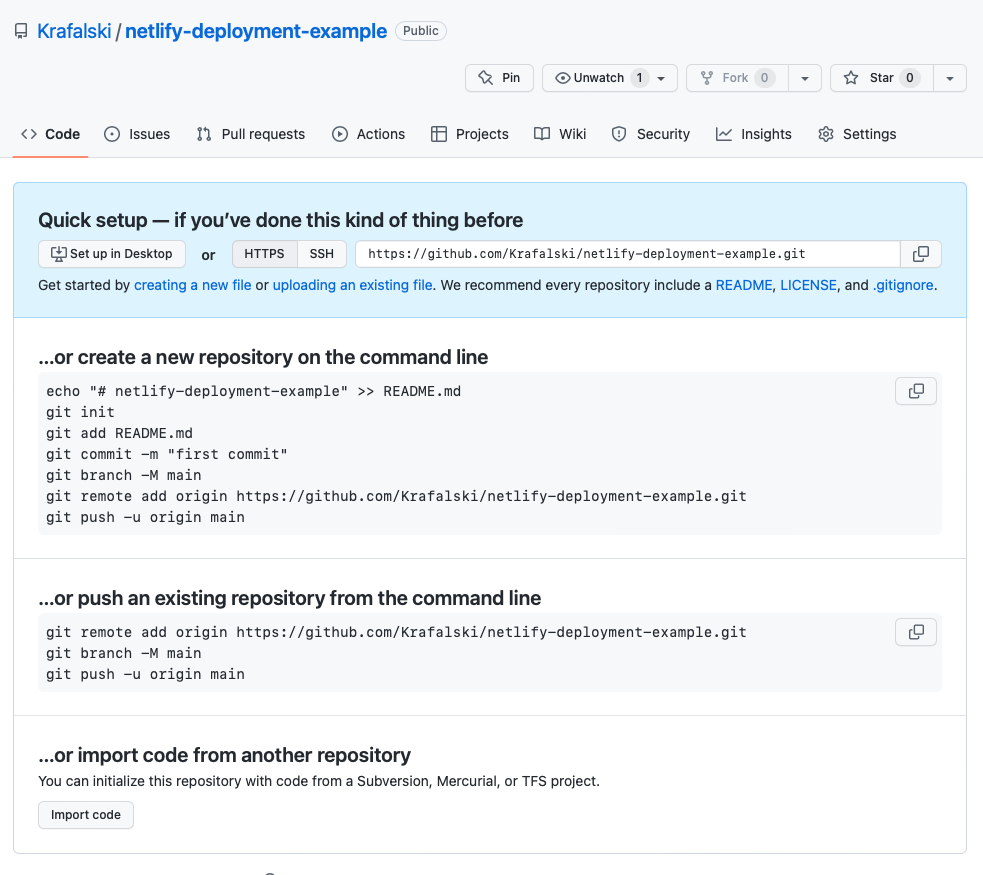 Krafalski / netlify-deployment-example Public
Pin Unwatch 1 Fork 0 Star 0
Code Issues Pull requests Actions Projects Wiki Security Insights Settings
Quick setup — if you’ve done this kind of thing before
Set up in Desktop or HTTPS SSH https://github.com/Krafalski/netlify-deployment-example.git
Get started by creating a new file or uploading an existing file. We recommend every repository include a README, LICENSE, and .gitignore.
…or create a new repository on the command line
echo "# netlify-deployment-example" >> README.md
git init
git add README.md
git commit -m "first commit"
git branch -M main
git remote add origin https://github.com/Krafalski/netlify-deployment-example.git
git push -u origin main
…or push an existing repository from the command line
git remote add origin https://github.com/Krafalski/netlify-deployment-example.git
git branch -M main
git push -u origin main
…or import code from another repository
You can initialize this repository with code from a Subversion, Mercurial, or TFS project.
Import code